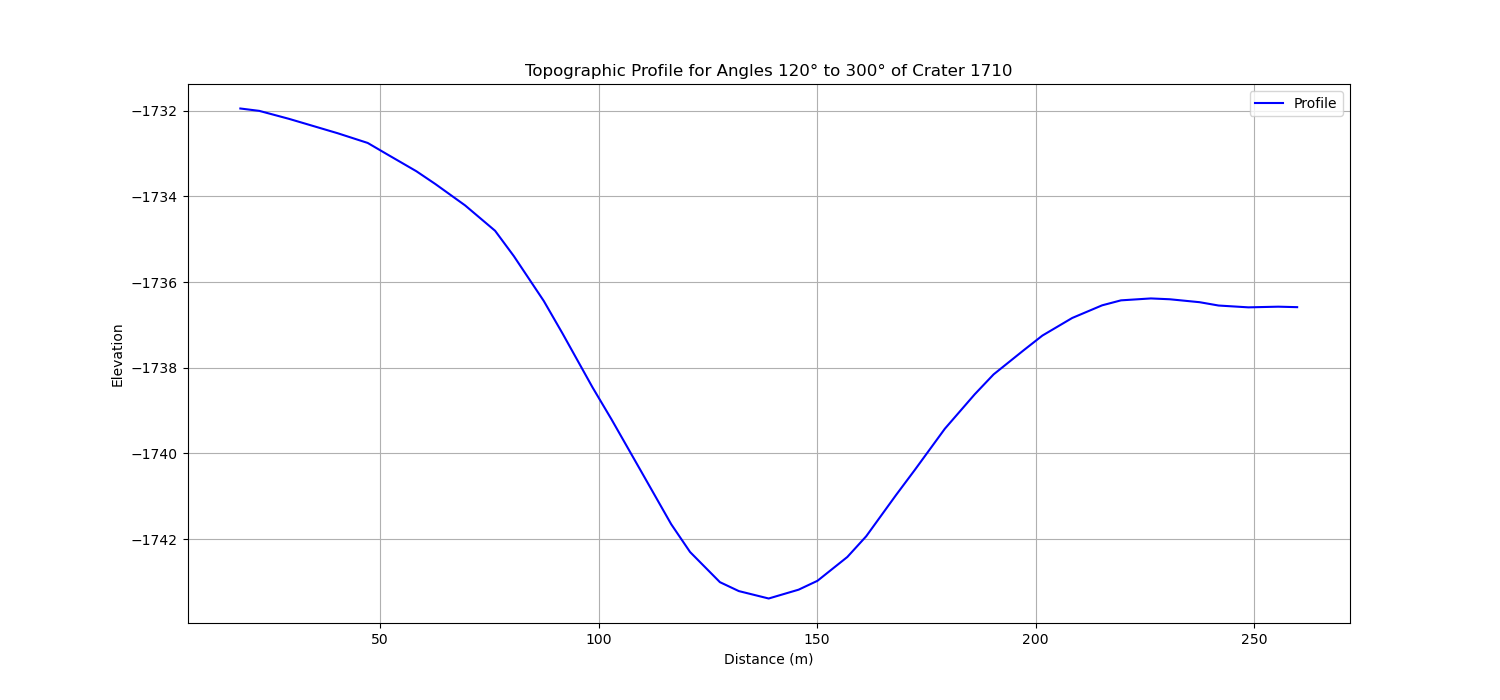 Topographic Profile for Angles 120° to 300° of Crater 1710
Profile
−1732
−1734
−1736
−1738
−1740
−1742
Elevation
50
100
150
200
250
Distance (m)